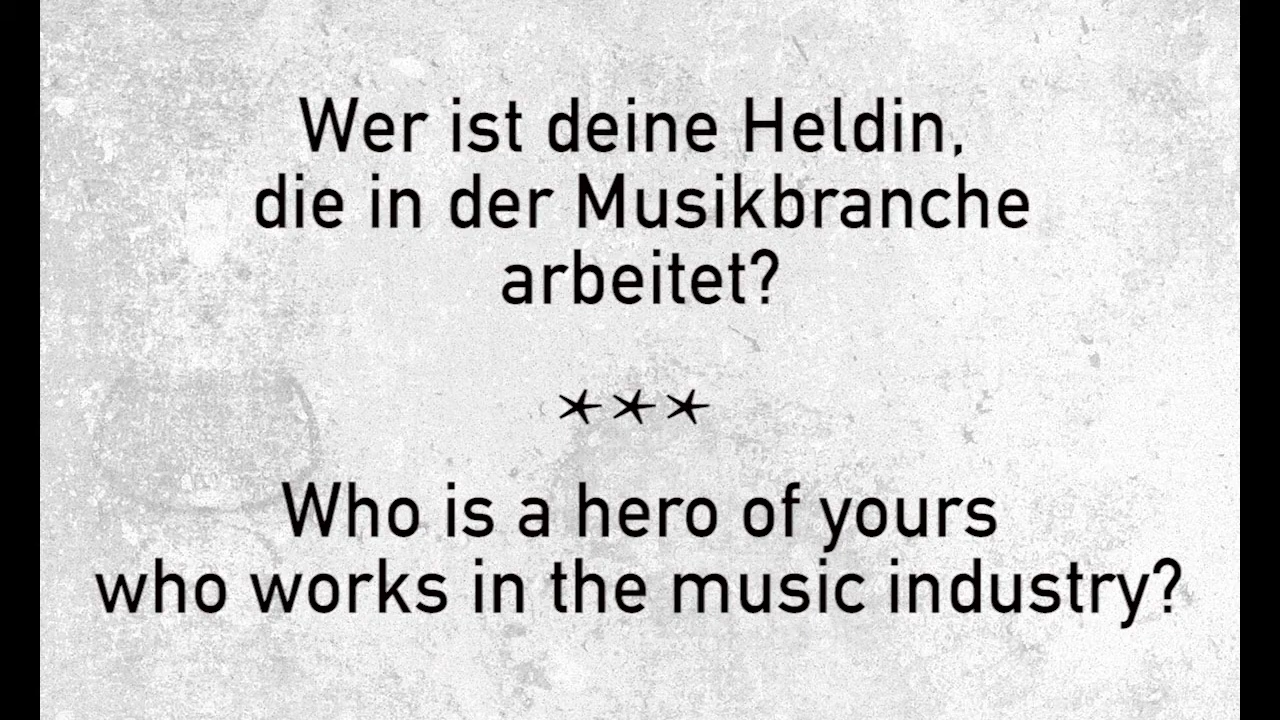 Wer ist deine Heldin,
die in der Musikbranche
arbeitet?
***
Who is a hero of yours
who works in the music industry?